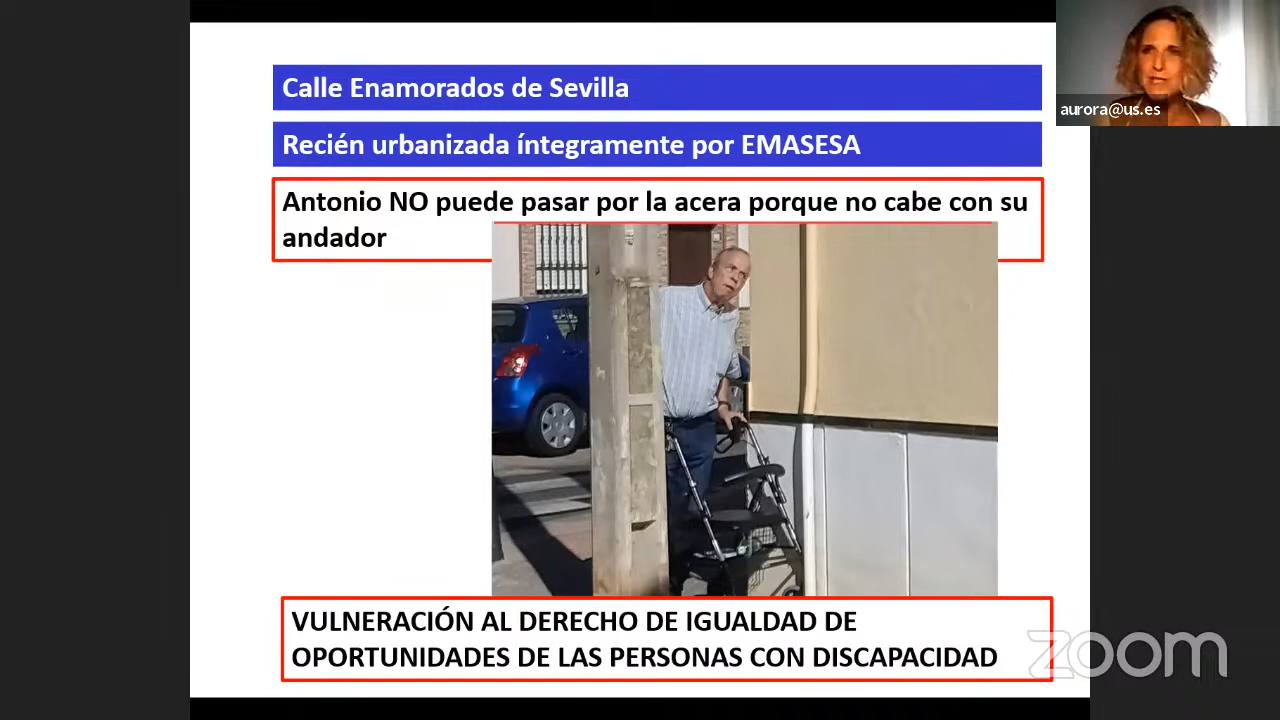 Calle Enamorados de Sevilla
aurora@us.es
Recién urbanizada íntegramente por EMASESA
Antonio NO puede pasar por la acera porque no cabe con su
andador
VULNERACIÓN AL DERECHO DE IGUALDAD DE
OPORTUNIDADES DE LAS PERSONAS CON DISCAPACIDAD
zoom